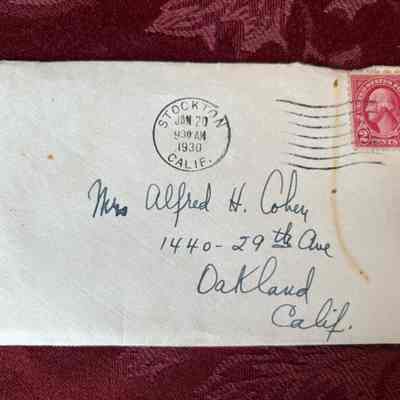 STOCKTON
JAN 20
930 AM
1930
CALIF.
Mrs Alfred H. Cohen
1440-29th Ave
Oakland
Calif.